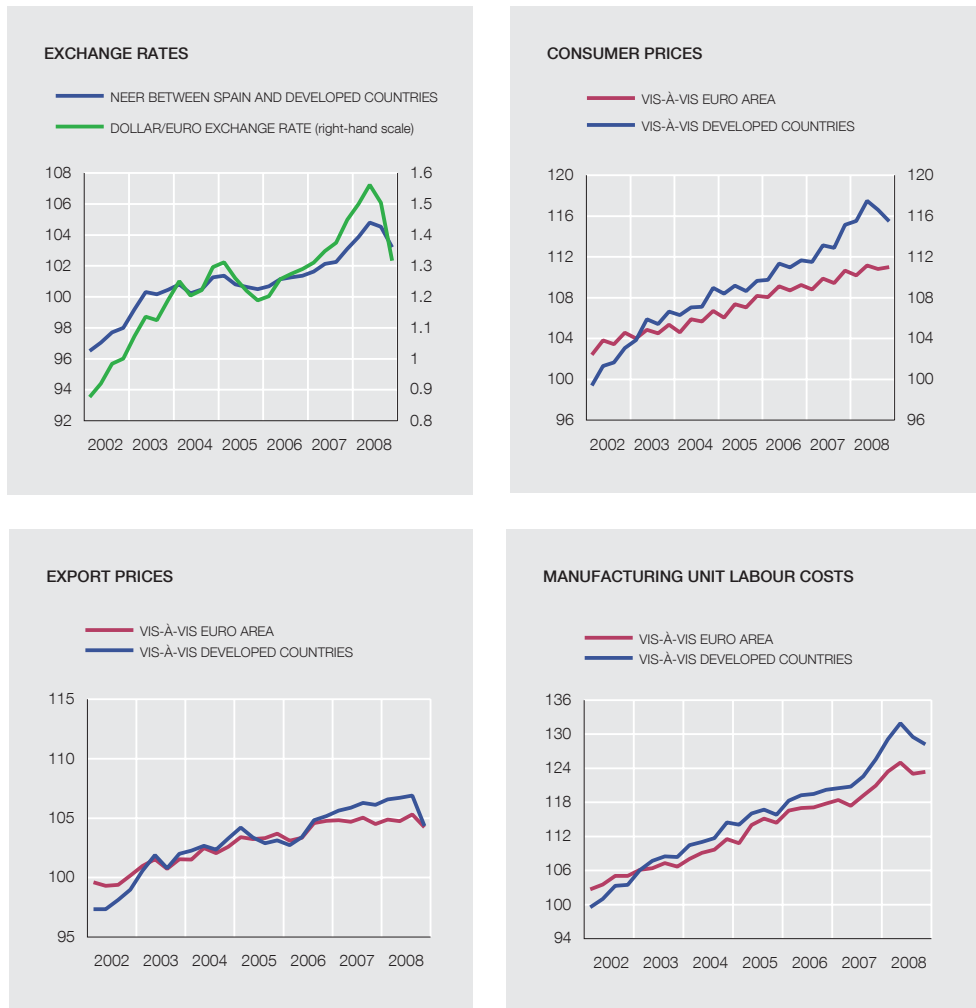 EXCHANGE RATES
NEER BETWEEN SPAIN AND DEVELOPED COUNTRIES
DOLLAR/EURO EXCHANGE RATE (right-hand scale)
108 1.6
106 1.5
104 1.4
102 1.3
100 1.2
98 1.1
96 1
94 0.9
92 0.8
2002 2003 2004 2005 2006 2007 2008
CONSUMER PRICES
VIS-À-VIS EURO AREA
VIS-À-VIS DEVELOPED COUNTRIES
120 120
116 116
112 112
108 108
104 104
100 100
96 96
2002 2003 2004 2005 2006 2007 2008
EXPORT PRICES
VIS-À-VIS EURO AREA
VIS-À-VIS DEVELOPED COUNTRIES
115
110
105
100
95
2002 2003 2004 2005 2006 2007 2008
MANUFACTURING UNIT LABOUR COSTS
VIS-À-VIS EURO AREA
VIS-À-VIS DEVELOPED COUNTRIES
136
130
124
118
112
106
100
94
2002 2003 2004 2005 2006 2007 2008